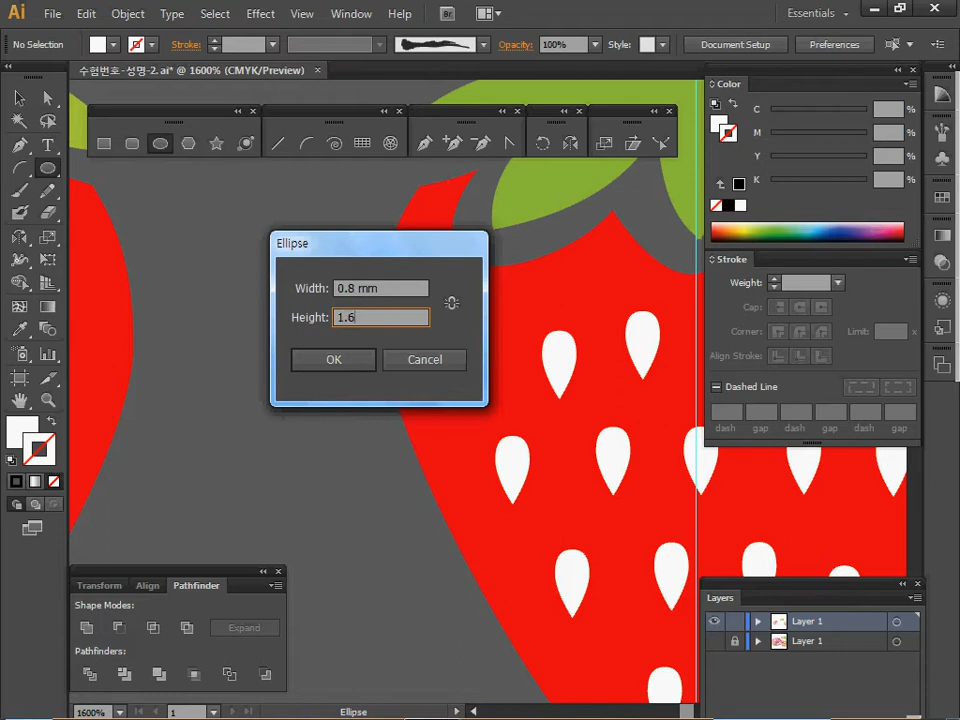 Ai File Edit Object Type Select Effect View Window Help Br Essentials
No Selection Stroke: Opacity: 100% Style: Document Setup Preferences
수험번호-성명-2.ai* @ 1600% (CMYK/Preview) ×
Color
C %
M %
Y %
K %
Ellipse
Width: 0.8 mm
Height: 1.6
OK Cancel
Stroke
Weight:
Cap:
Corner: Limit: x
Align Stroke:
Dashed Line
dash gap dash gap dash gap
Transform Align Pathfinder
Shape Modes:
Expand
Pathfinders:
Layers
Layer 1
Layer 1
1600% 1 Ellipse